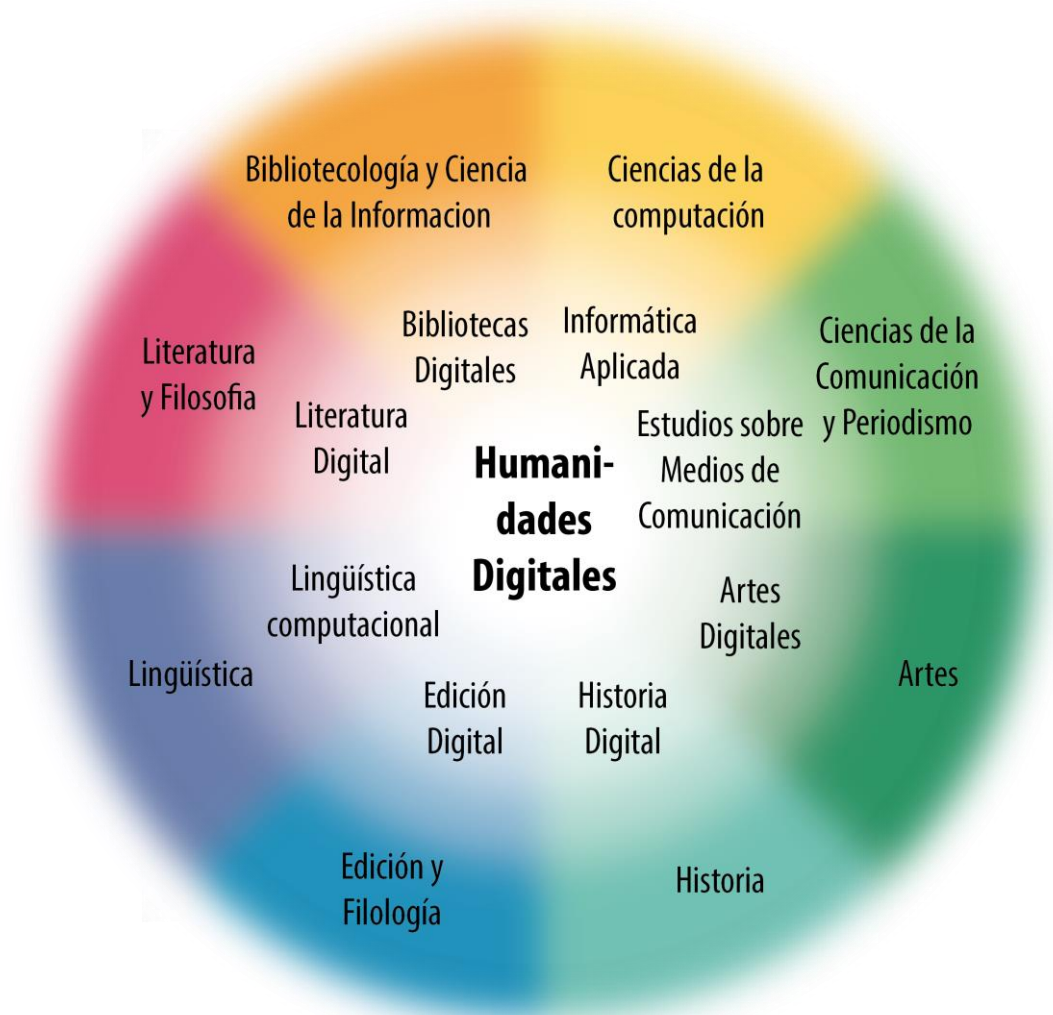 Bibliotecología y Ciencia
de la Informacion
Ciencias de la
computación
Literatura
y Filosofia
Bibliotecas
Digitales
Informática
Aplicada
Ciencias de la
Comunicación
y Periodismo
Literatura
Digital
Estudios sobre
Medios de
Comunicación
Humani-
dades
Digitales
Lingüística
computacional
Artes
Digitales
Lingüística
Edición
Digital
Historia
Digital
Artes
Edición y
Filología
Historia